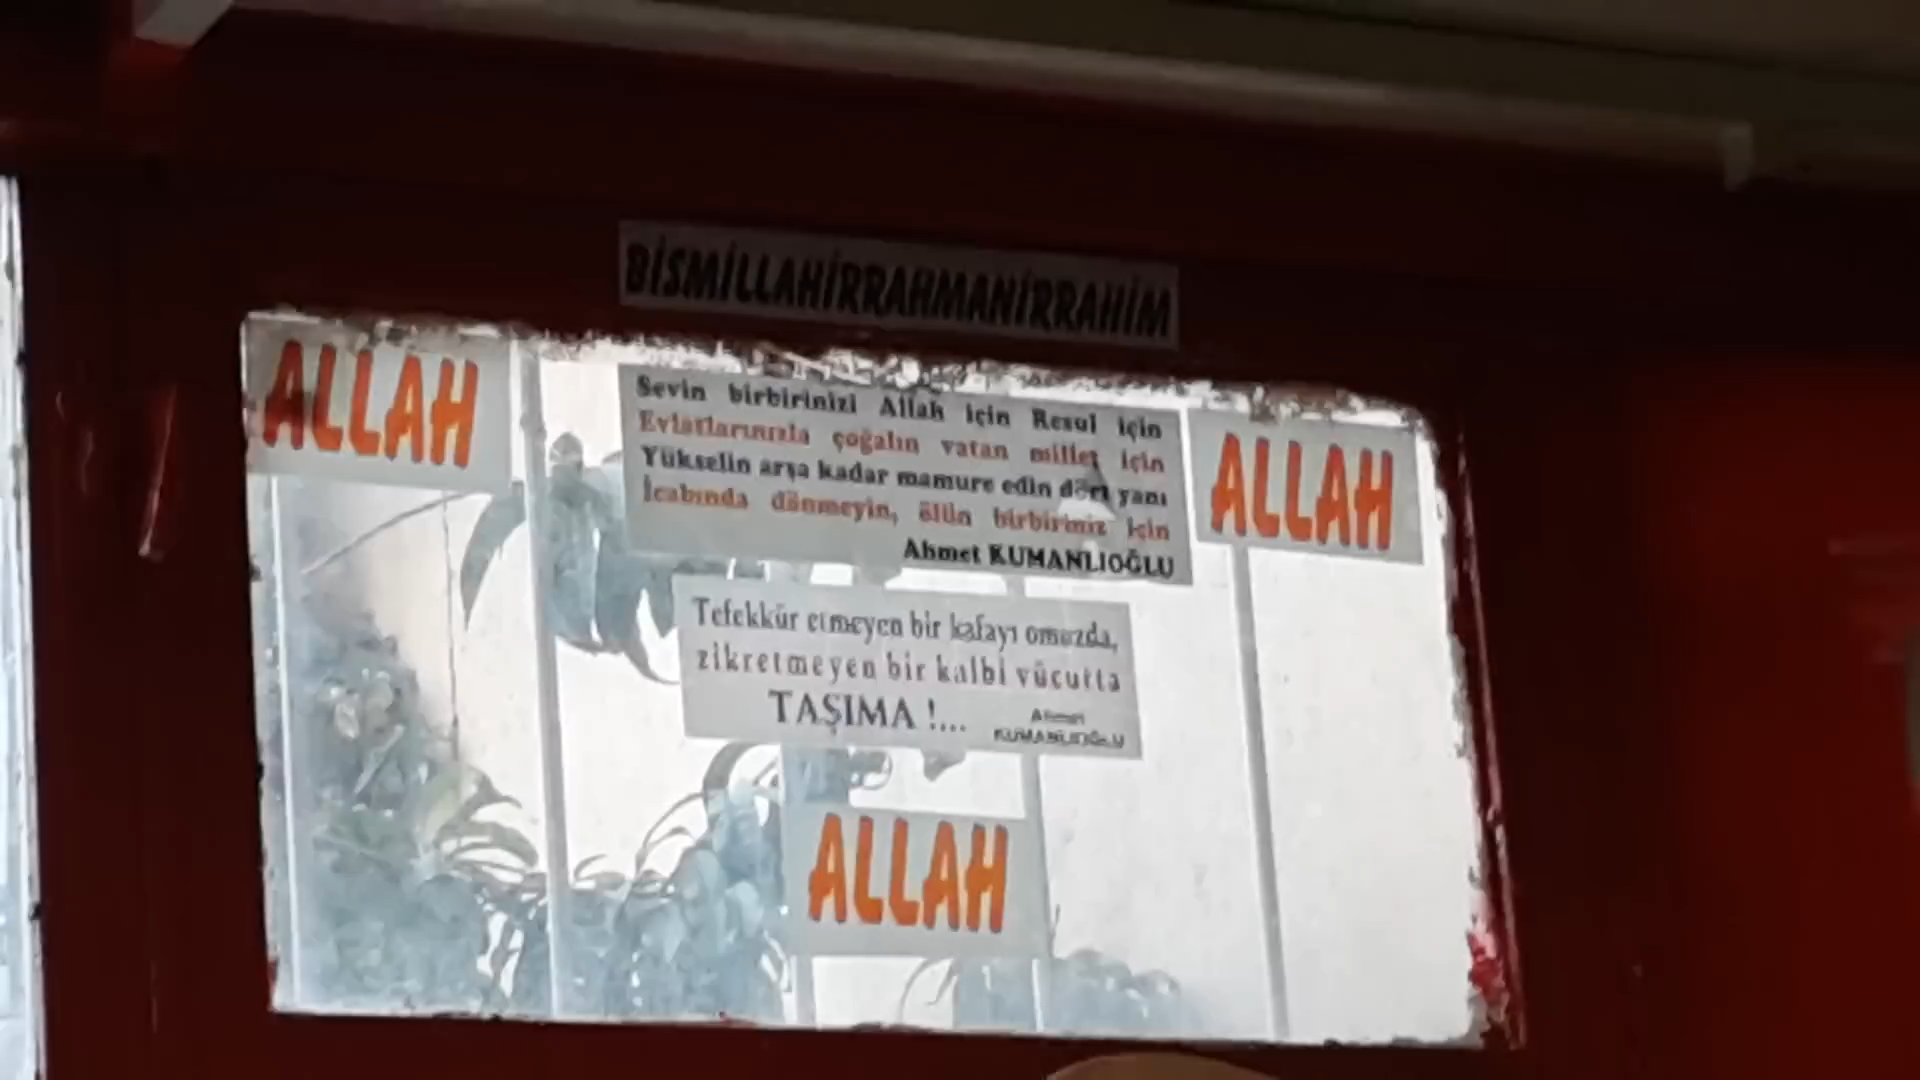 BİSMİLLAHİRRAHMANİRRAHİM
ALLAH
Sevin birbirinizi Allah için Resul için
Evlatlarınızla çoğalın vatan millet için
Yükselin arşa kadar mamure edin dört yanı
İcabında dönmeyin, ölün birbiriniz için
Ahmet KUMANLIOĞLU
ALLAH
Tefekkür etmeyen bir kafayı omuzda,
zikretmeyen bir kalbi vücutta
TAŞIMA !...
Ahmet
KUMANLIOĞLU
ALLAH